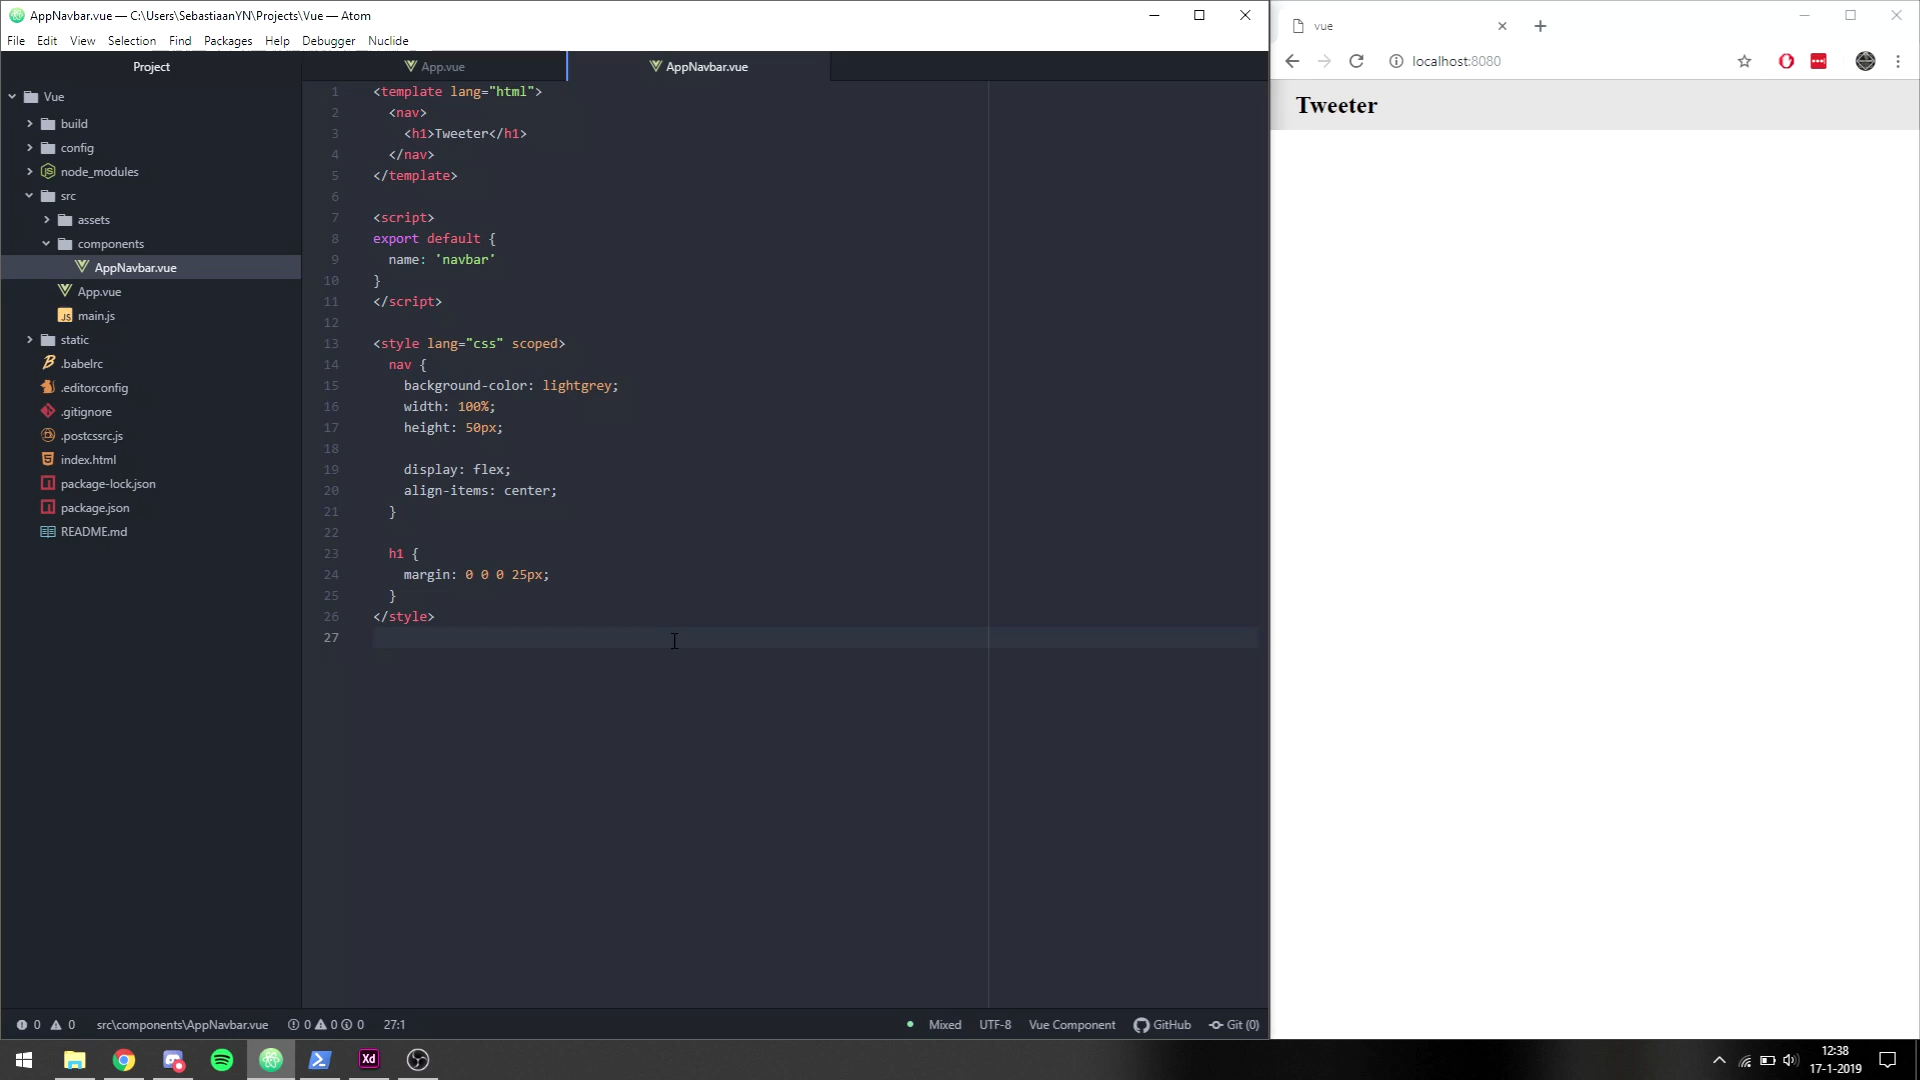 AppNavbar.vue — C:\Users\SebastiaanYN\Projects\Vue — Atom
File Edit View Selection Find Packages Help Debugger Nuclide
Project
Vue
build
config
node_modules
src
assets
components
AppNavbar.vue
App.vue
main.js
static
.babelrc
.editorconfig
.gitignore
.postcssrc.js
index.html
package-lock.json
package.json
README.md
App.vue
AppNavbar.vue
1 <template lang="html">
2 <nav>
3 <h1>Tweeter</h1>
4 </nav>
5 </template>
6
7 <script>
8 export default {
9 name: 'navbar'
10 }
11 </script>
12
13 <style lang="css" scoped>
14 nav {
15 background-color: lightgrey;
16 width: 100%;
17 height: 50px;
18
19 display: flex;
20 align-items: center;
21 }
22
23 h1 {
24 margin: 0 0 0 25px;
25 }
26 </style>
27
0 0 src\components\AppNavbar.vue 0 0 0 27:1 Mixed UTF-8 Vue Component GitHub Git (0)
vue
localhost:8080
Tweeter
Xd
12:38
17-1-2019